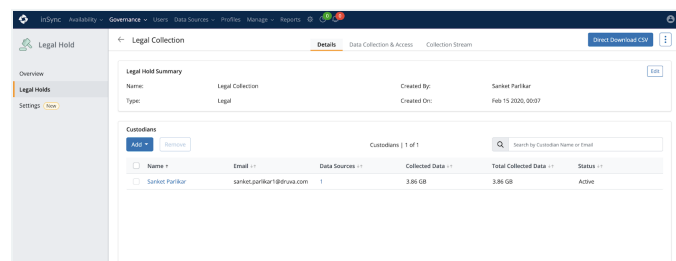 inSync Availability Governance Users Data Sources Profiles Manage Reports 0 0
Legal Hold
Overview
Legal Holds
Settings New
← Legal Collection
Details Data Collection & Access Collection Stream
Direct Download CSV
Legal Hold Summary
Edit
Name: Legal Collection Created By: Sanket Parlikar
Type: Legal Created On: Feb 15 2020, 00:07
Custodians
Add Remove Custodians | 1 of 1 Search by Custodian Name or Email
Name ↑ Email Data Sources Collected Data Total Collected Data Status
Sanket Parlikar sanket,parlikar1@druva.com 1 3.86 GB 3.86 GB Active